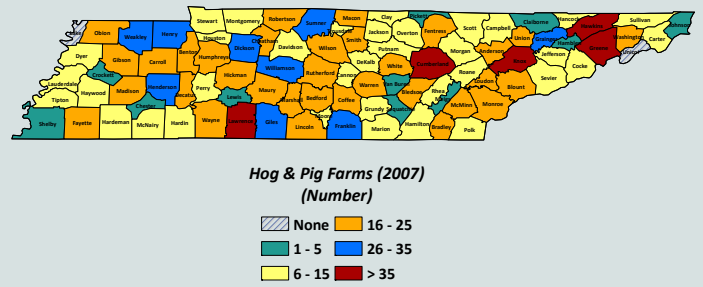 Stewart Montgomery Robertson Sumner Macon Clay Pickett Scott Claiborne Hancock Sullivan Johnson
Lake Obion Weakley Henry Houston Cheatham Smith Jackson Overton Fentress Campbell Hawkins Washington Carter
Dyer Gibson Carroll Benton Humphreys Dickson Davidson Wilson Putnam Morgan Anderson Union Grainger Greene Unicoi
Crockett Hickman Williamson Rutherford Cannon DeKalb White Cumberland Roane Knox Jefferson Cocke
Lauderdale Haywood Madison Henderson Perry Lewis Maury Warren Van Buren Bledsoe Rhea Loudon Blount Sevier
Tipton Chester Decatur Marshall Bedford Coffee Grundy Sequatchie Meigs McMinn Monroe
Shelby Fayette Hardeman McNairy Hardin Wayne Lawrence Giles Lincoln Moore Franklin Marion Hamilton Bradley Polk
Hog & Pig Farms (2007)
(Number)
None 16 - 25
1 - 5 26 - 35
6 - 15 > 35